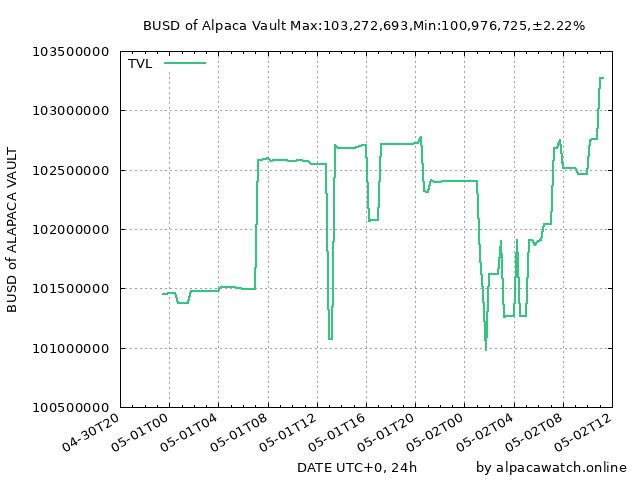 BUSD of Alpaca Vault Max:103,272,693,Min:100,976,725,±2.22%
103500000
TVL
103000000
102500000
102000000
101500000
101000000
100500000
BUSD of ALAPACA VAULT
04-30T20
05-01T00
05-01T04
05-01T08
05-01T12
05-01T16
05-01T20
05-02T00
05-02T04
05-02T08
05-02T12
DATE UTC+0, 24h
by alpacawatch.online